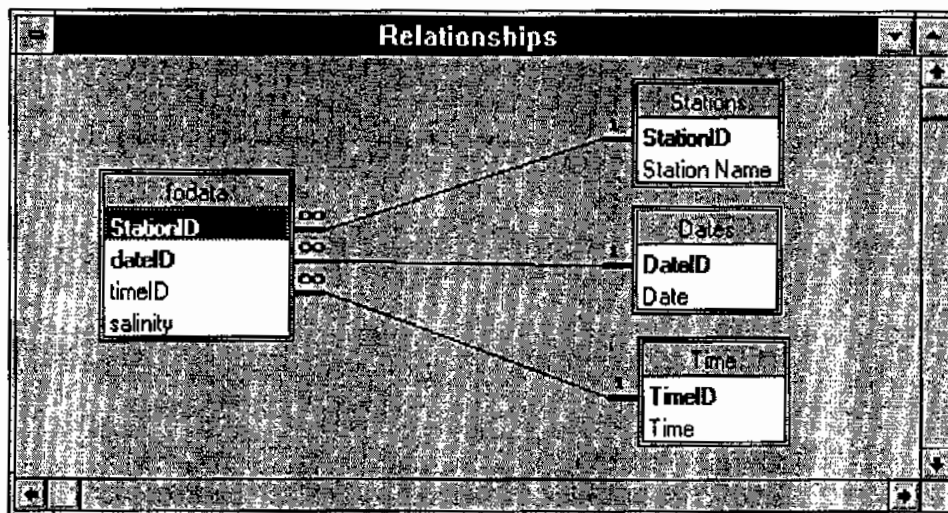 Relationships
fodata
StationID
dateID
timeID
salinity
∞
∞
∞
1
1
1
Stations
StationID
Station Name
Dates
DateID
Date
Time
TimeID
Time